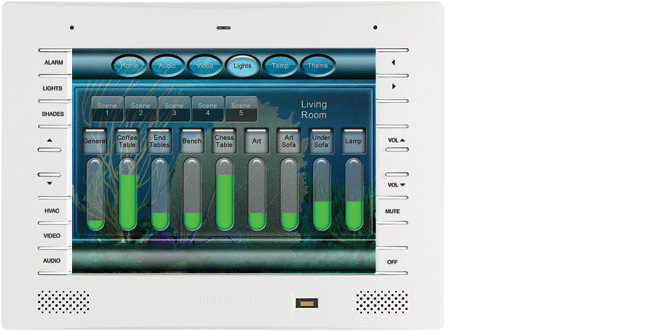 ALARM
LIGHTS
SHADES
HVAC
VIDEO
AUDIO
Home
Audio
Video
Lights
Temp
Theme
Scene
1
Scene
2
Scene
3
Scene
4
Scene
5
Living
Room
General
Coffee
Table
End
Tables
Bench
Chess
Table
Art
Art
Sofa
Under
Sofa
Lamp
VOL
VOL
MUTE
OFF
CRESTRON